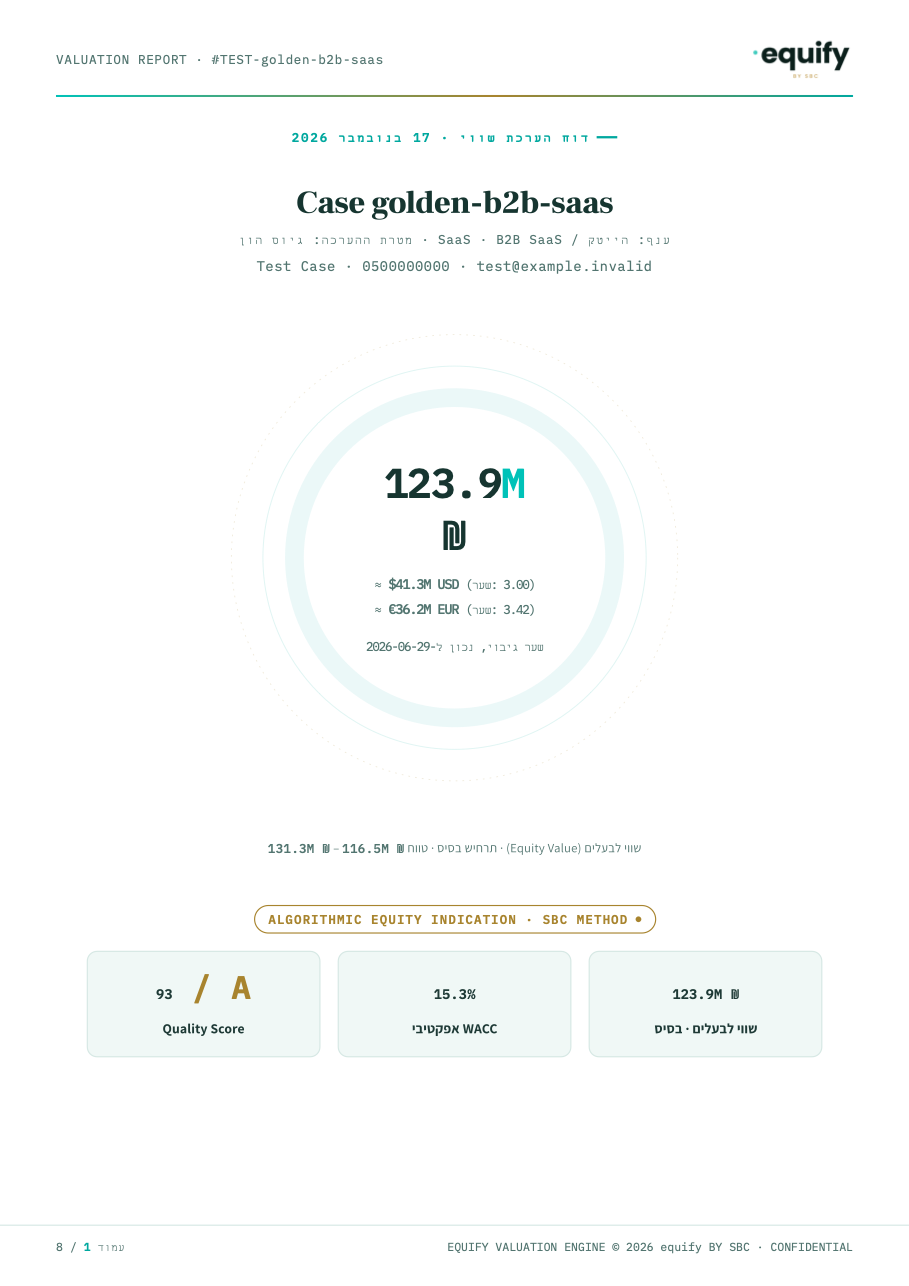 VALUATION REPORT · #TEST-golden-b2b-saas
equify
BY SBC
דוח הערכת שווי · 17 בנובמבר 2026
Case golden-b2b-saas
ענף: הייטק / SaaS · B2B SaaS · מטרת ההערכה: גיוס הון
Test Case · 0500000000 · test@example.invalid
123.9M
₪
≈ $41.3M USD (שער: 3.00)
≈ €36.2M EUR (שער: 3.42)
שער גיבוי, נכון ל-2026-06-29
שווי לבעלים (Equity Value) · תרחיש בסיס · טווח ₪ 116.5M – ₪ 131.3M
ALGORITHMIC EQUITY INDICATION · SBC METHOD
93 / A
Quality Score
15.3%
WACC אפקטיבי
123.9M ₪
שווי לבעלים · בסיס
עמוד 1 / 8
EQUIFY VALUATION ENGINE © 2026 equify BY SBC · CONFIDENTIAL